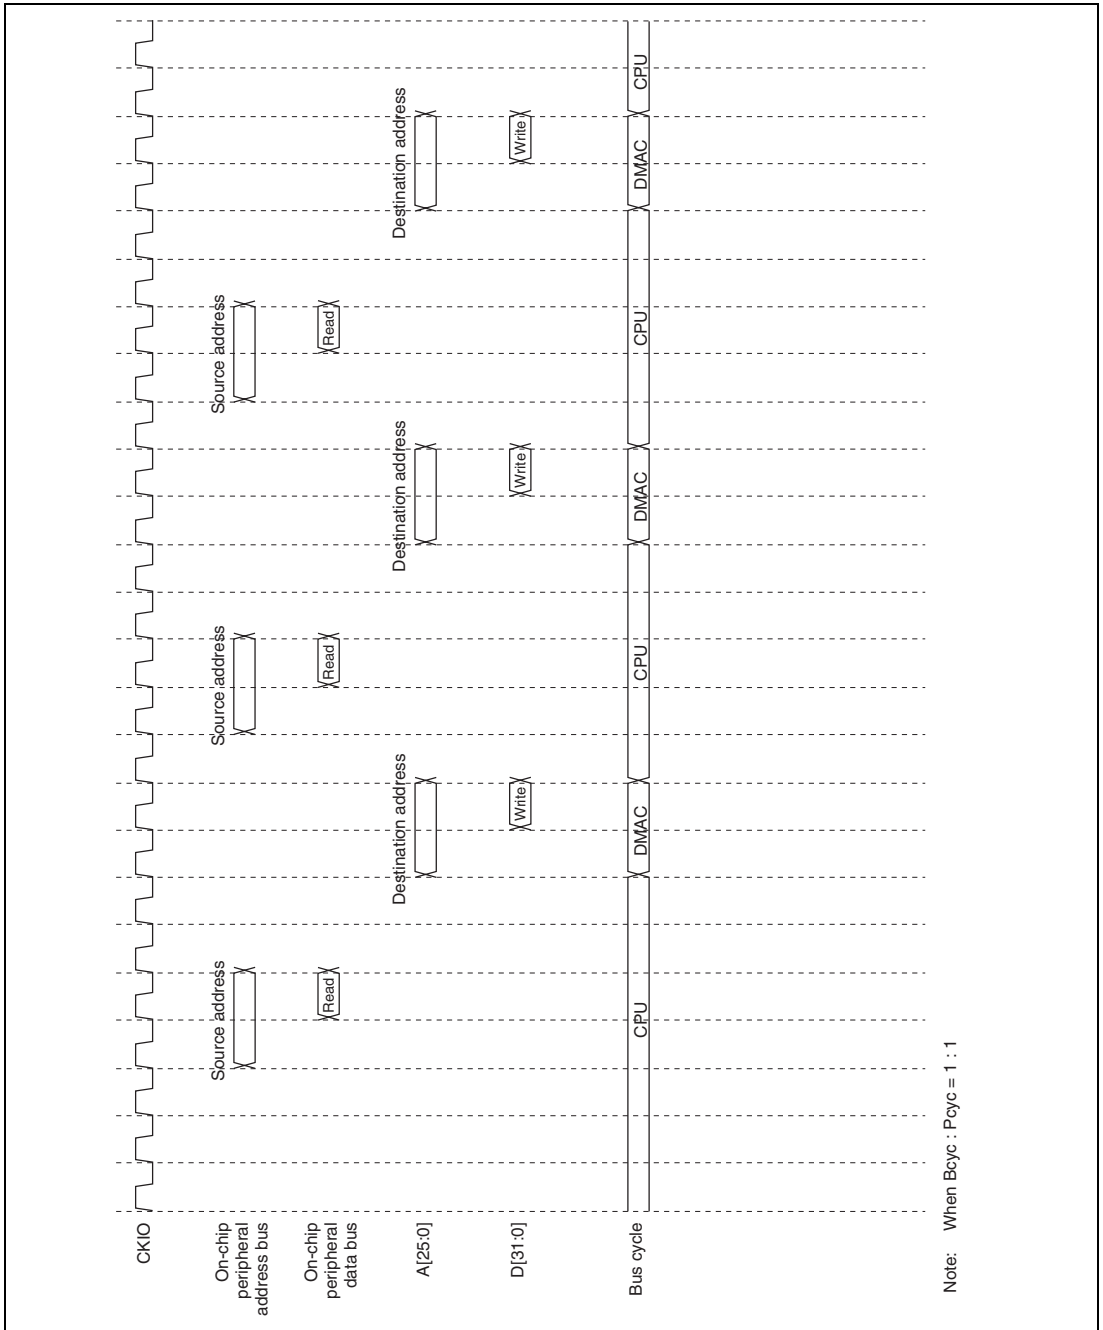 CKIO
On-chip
peripheral
address bus
Source address
Source address
Source address
On-chip
peripheral
data bus
Read
Read
Read
A[25:0]
Destination address
Destination address
Destination address
D[31:0]
Write
Write
Write
Bus cycle
CPU
DMAC
CPU
DMAC
CPU
DMAC
CPU
Note: When Bcyc : Pcyc = 1 : 1